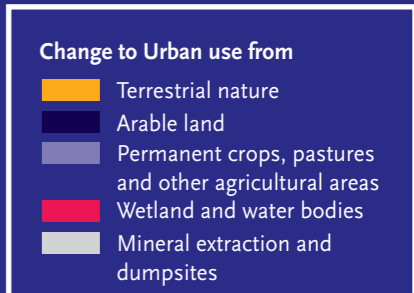 Change to Urban use from
Terrestrial nature
Arable land
Permanent crops, pastures
and other agricultural areas
Wetland and water bodies
Mineral extraction and
dumpsites